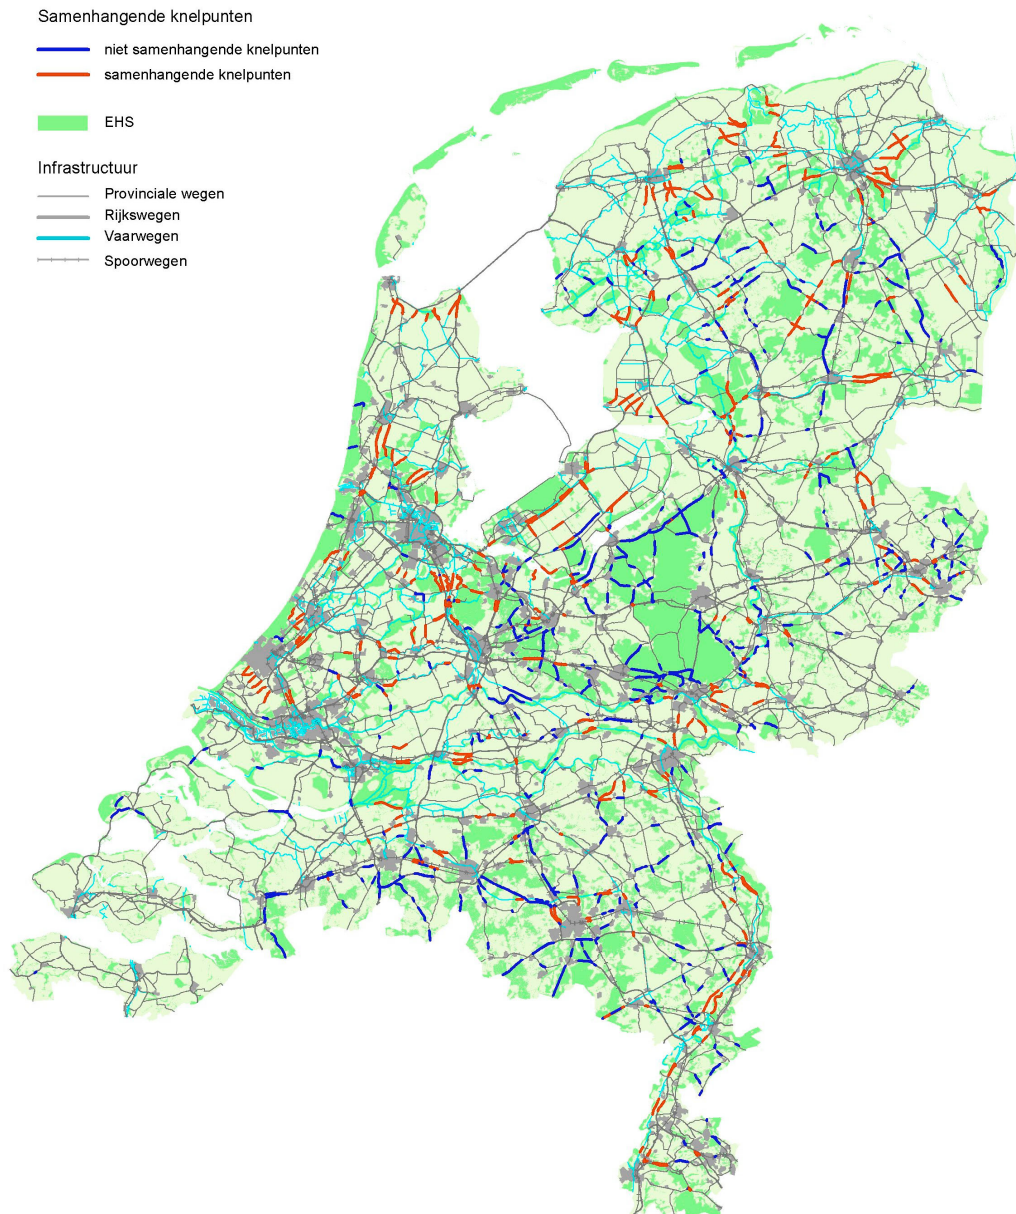 Samenhangende knelpunten
niet samenhangende knelpunten
samenhangende knelpunten
EHS
Infrastructuur
Provinciale wegen
Rijkswegen
Vaarwegen
Spoorwegen